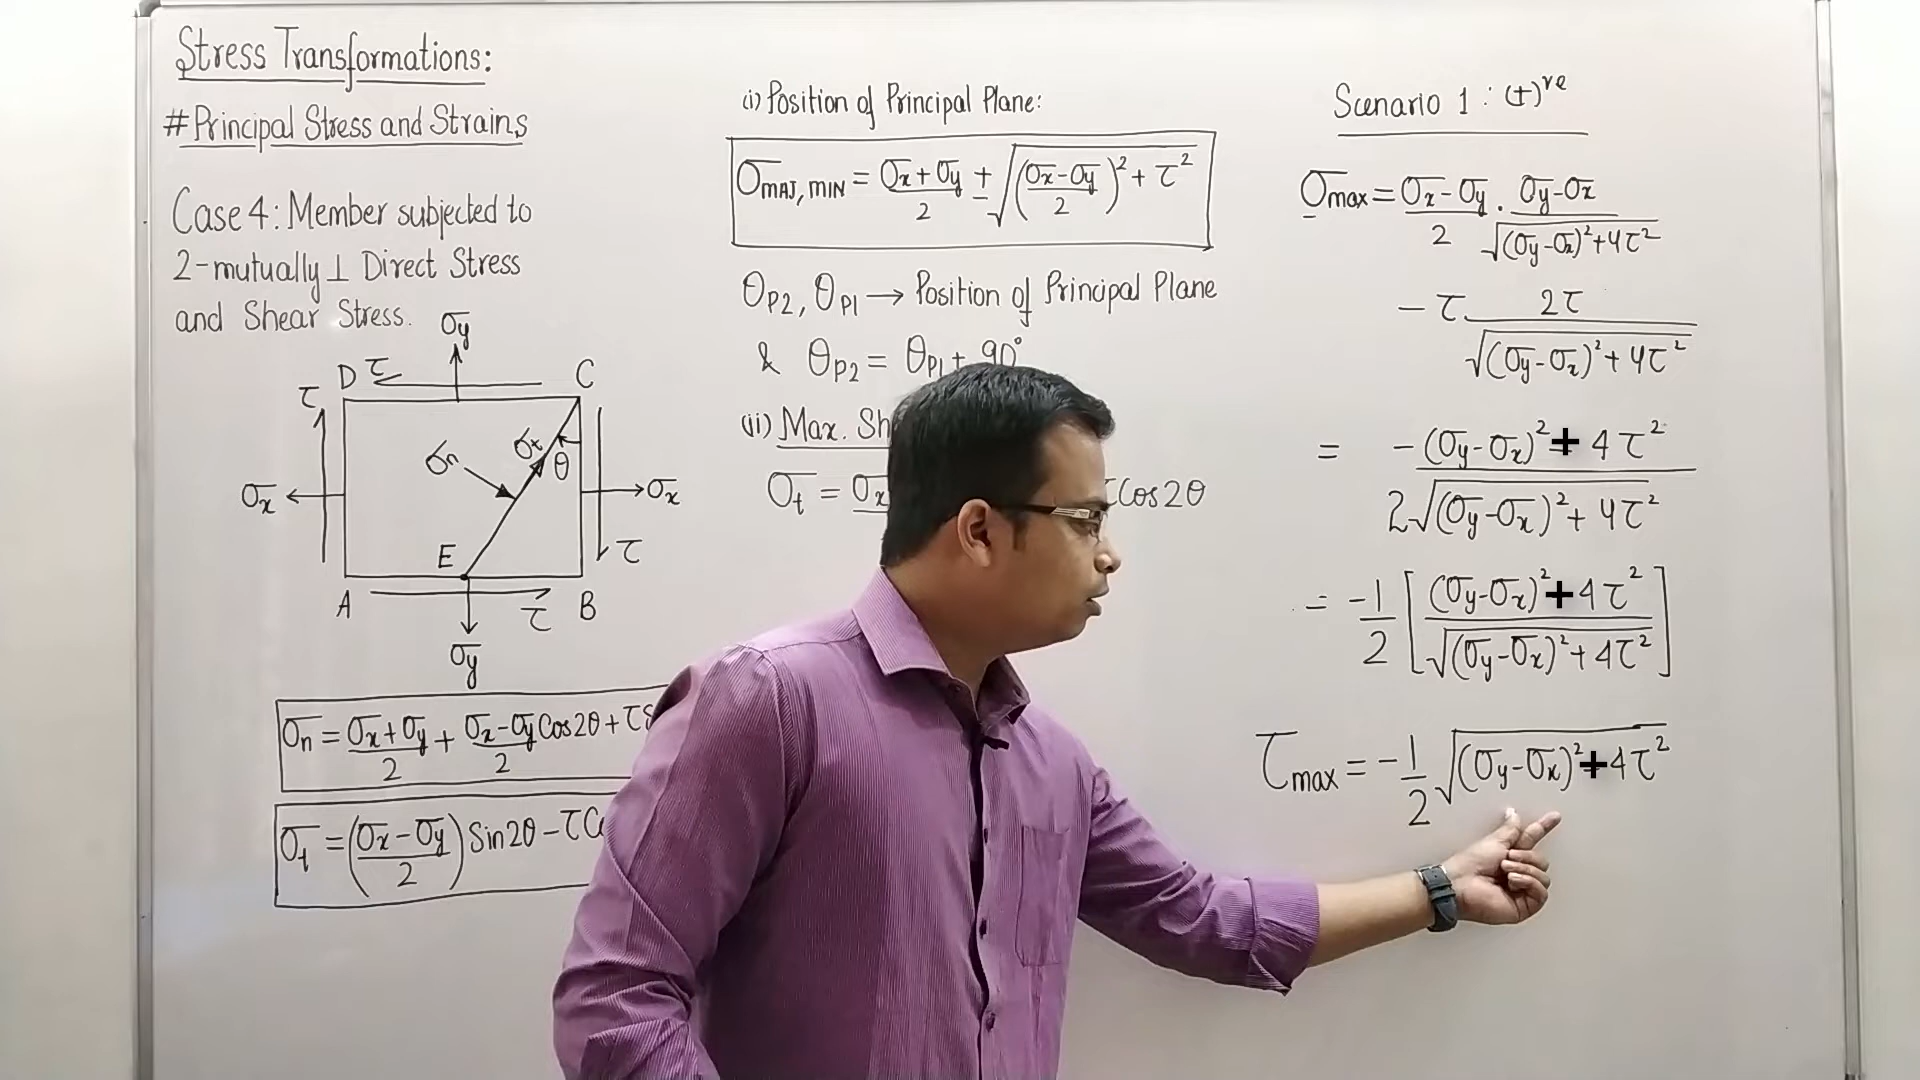 Stress Transformations:
# Principal Stress and Strains
Case 4: Member subjected to
2-mutually ⊥ Direct Stress
and Shear Stress.
σy
D τ C
τ
σt
σn θ
σx σx
E
τ
A τ B
σy
σn = (σx + σy)/2 + (σx - σy)/2 Cos2θ + τ
σt = ((σx - σy)/2) Sin2θ - τ
(i) Position of Principal Plane:
σMAJ, MIN = (σx + σy)/2 ± √(((σx - σy)/2)² + τ²)
θP2, θP1 → Position of Principal Plane
& θP2 = θP1 + 90°
(ii) Max.
σt = σx Cos2θ
Scenario 1: (+)ve
σmax = (σx - σy)/2 . (σy - σx)/√((σy - σx)² + 4τ²)
- τ 2τ/√((σy - σx)² + 4τ²)
= (-(σy - σx)² + 4τ²)/(2√((σy - σx)² + 4τ²))
= -1/2 [((σy - σx)² + 4τ²)/√((σy - σx)² + 4τ²)]
τmax = -1/2 √((σy - σx)² + 4τ²)